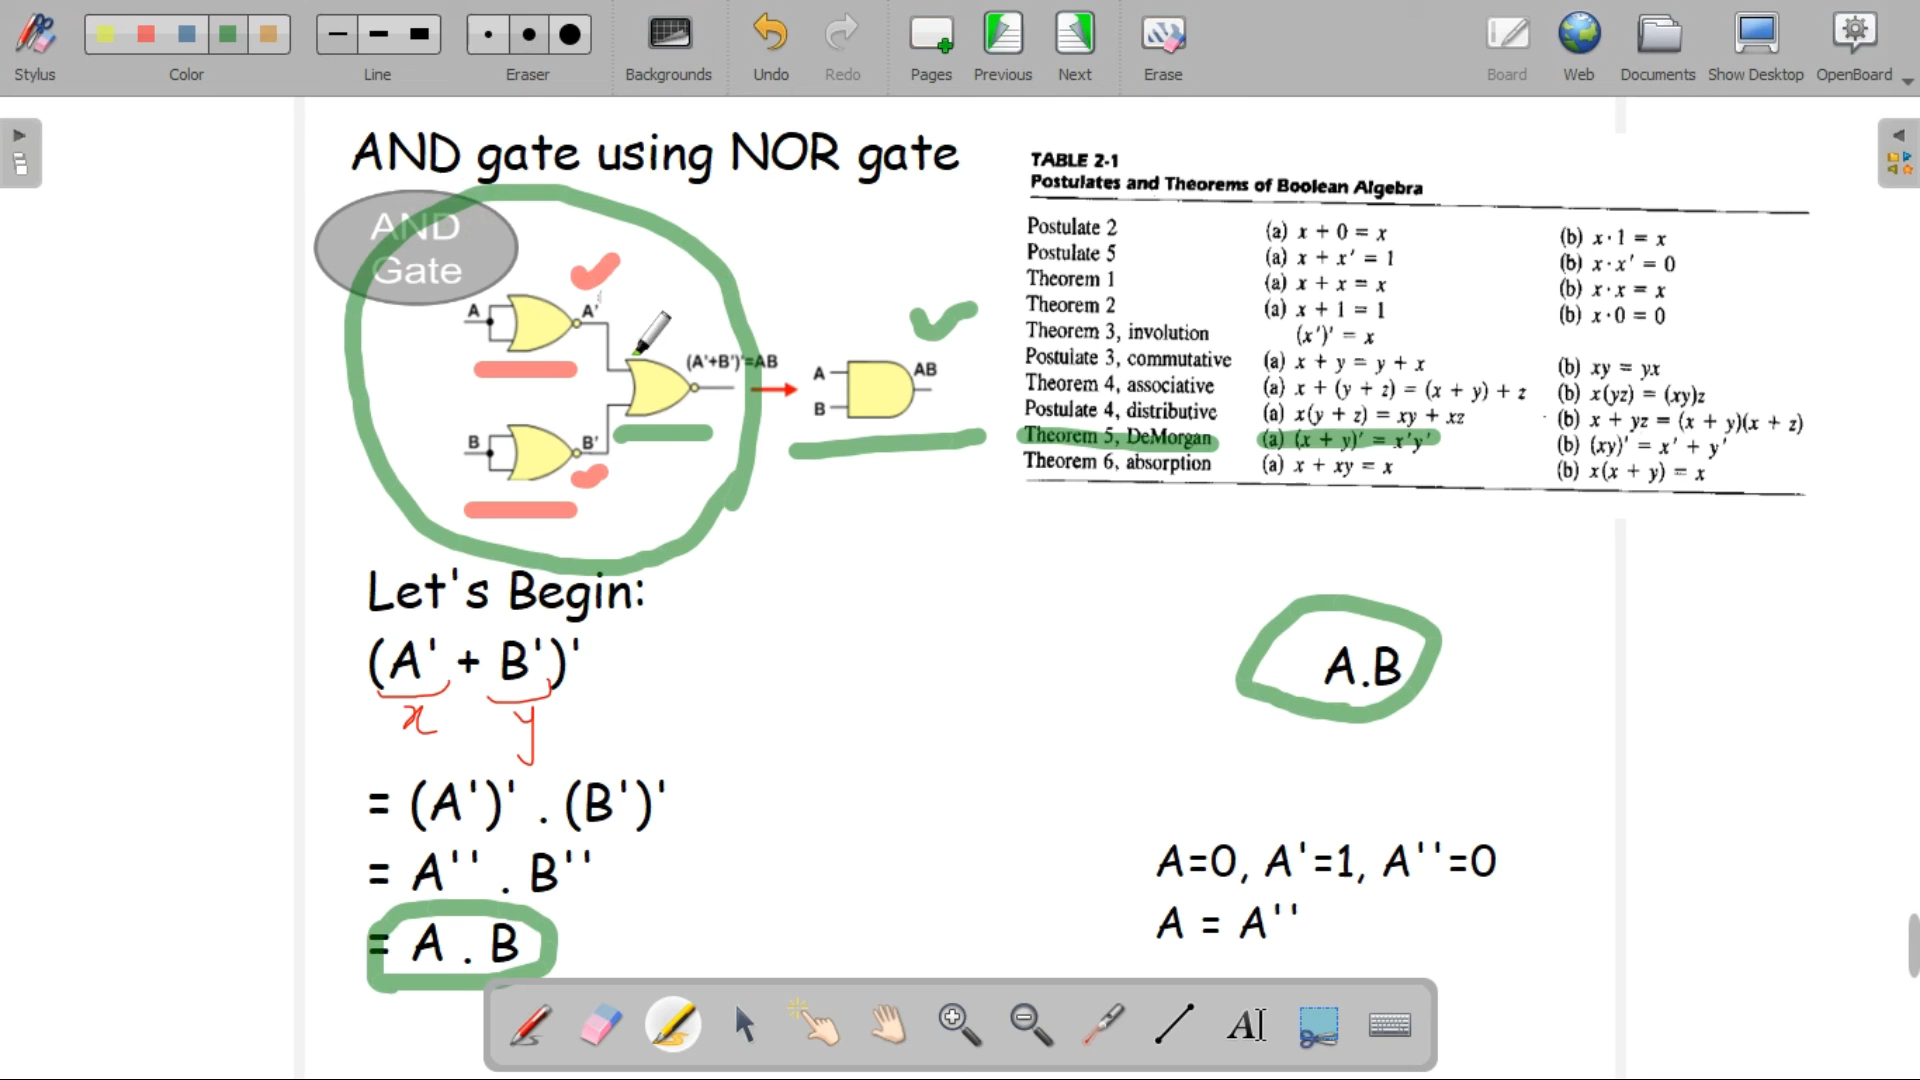 Stylus
Color
Line
Eraser
Backgrounds
Undo
Redo
Pages
Previous
Next
Erase
Board
Web
Documents
Show Desktop
OpenBoard
AND gate using NOR gate
AND
Gate
A
A'
B
B'
(A'+B')'=AB
A
B
AB
TABLE 2-1
Postulates and Theorems of Boolean Algebra
Postulate 2 (a) x + 0 = x (b) x · 1 = x
Postulate 5 (a) x + x' = 1 (b) x · x' = 0
Theorem 1 (a) x + x = x (b) x · x = x
Theorem 2 (a) x + 1 = 1 (b) x · 0 = 0
Theorem 3, involution (x')' = x
Postulate 3, commutative (a) x + y = y + x (b) xy = yx
Theorem 4, associative (a) x + (y + z) = (x + y) + z (b) x(yz) = (xy)z
Postulate 4, distributive (a) x(y + z) = xy + xz (b) x + yz = (x + y)(x + z)
Theorem 5, DeMorgan (a) (x + y)' = x'y' (b) (xy)' = x' + y'
Theorem 6, absorption (a) x + xy = x (b) x(x + y) = x
Let's Begin:
(A' + B')'
x y
= (A')' . (B')'
= A'' . B''
= A . B
A.B
A=0, A'=1, A''=0
A = A''